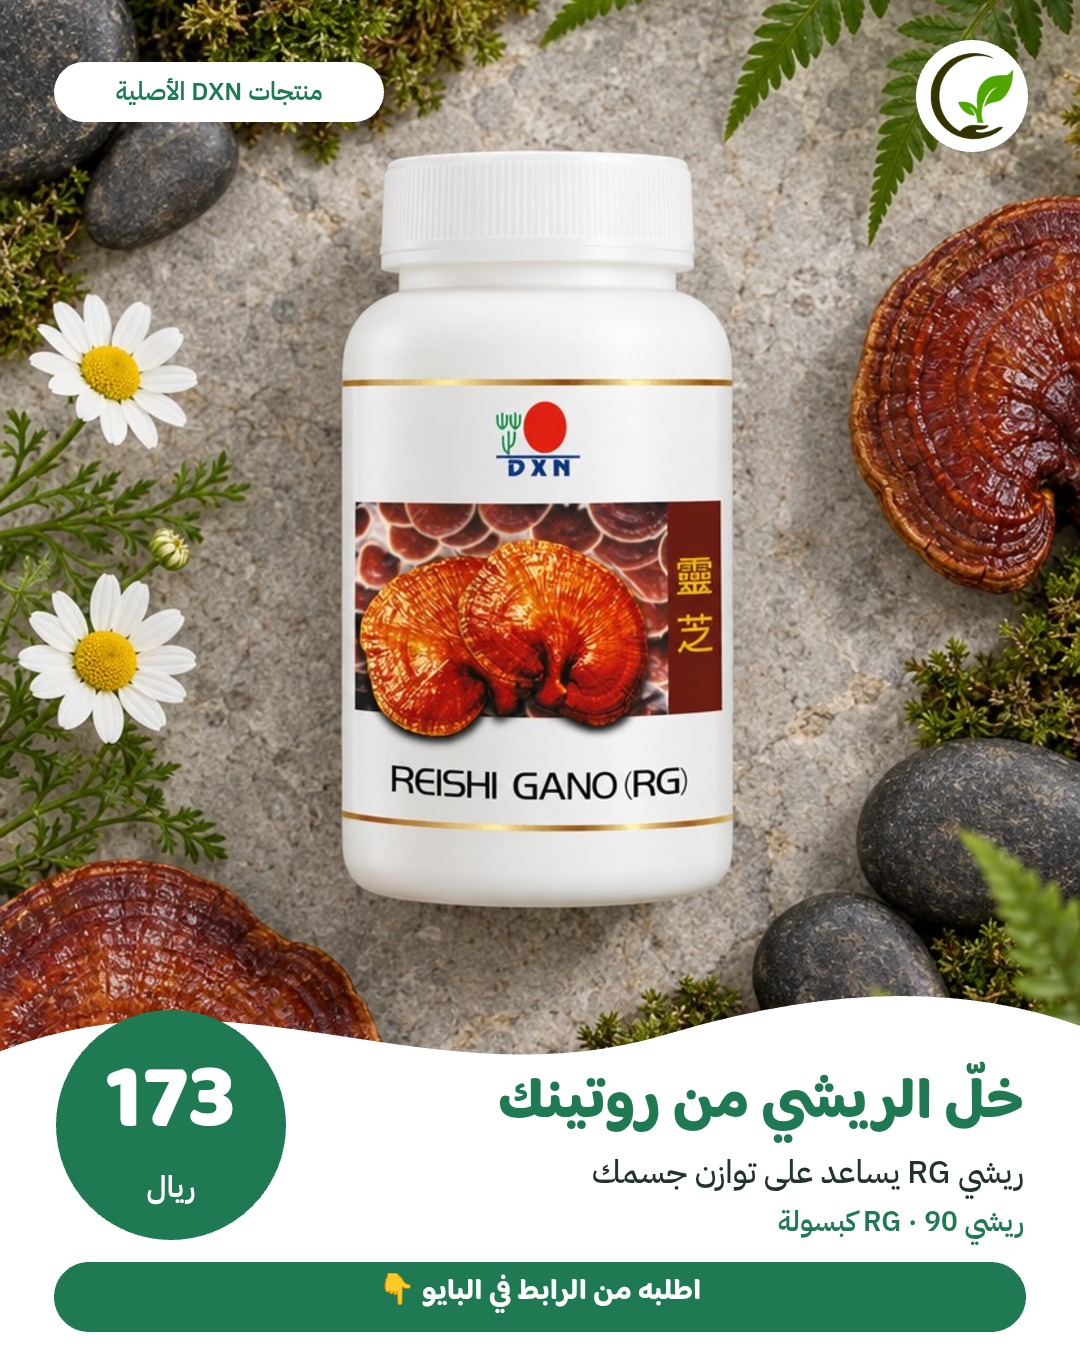 منتجات DXN الأصلية
DXN
靈芝
REISHI GANO (RG)
خلّ الريشي من روتينك
ريشي RG يساعد على توازن جسمك
ريشي RG · 90 كبسولة
173
ريال
اطلبه من الرابط في البايو 👇